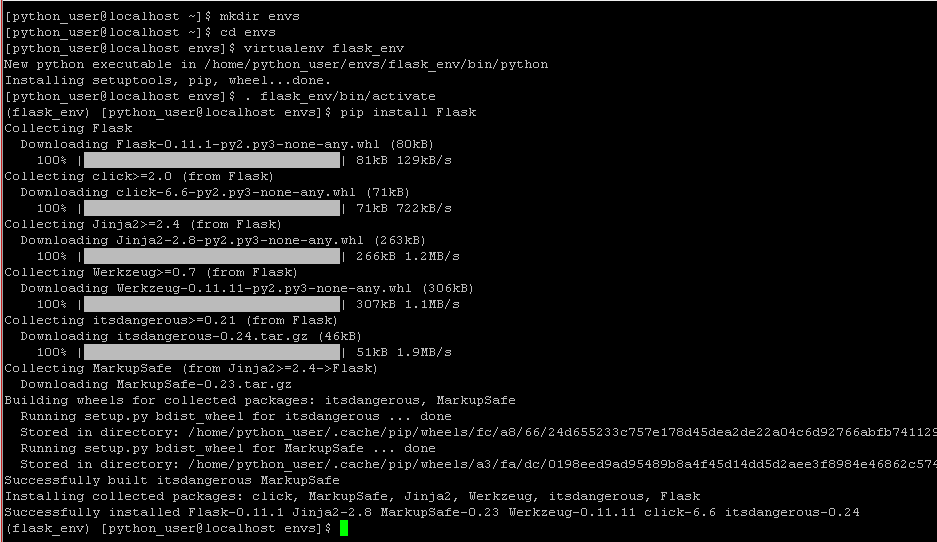 [python_user@localhost ~]$ mkdir envs
[python_user@localhost ~]$ cd envs
[python_user@localhost envs]$ virtualenv flask_env
New python executable in /home/python_user/envs/flask_env/bin/python
Installing setuptools, pip, wheel...done.
[python_user@localhost envs]$ . flask_env/bin/activate
(flask_env) [python_user@localhost envs]$ pip install Flask
Collecting Flask
  Downloading Flask-0.11.1-py2.py3-none-any.whl (80kB)
    100% |████████████████████████████████| 81kB 129kB/s
Collecting click>=2.0 (from Flask)
  Downloading click-6.6-py2.py3-none-any.whl (71kB)
    100% |████████████████████████████████| 71kB 722kB/s
Collecting Jinja2>=2.4 (from Flask)
  Downloading Jinja2-2.8-py2.py3-none-any.whl (263kB)
    100% |████████████████████████████████| 266kB 1.2MB/s
Collecting Werkzeug>=0.7 (from Flask)
  Downloading Werkzeug-0.11.11-py2.py3-none-any.whl (306kB)
    100% |████████████████████████████████| 307kB 1.1MB/s
Collecting itsdangerous>=0.21 (from Flask)
  Downloading itsdangerous-0.24.tar.gz (46kB)
    100% |████████████████████████████████| 51kB 1.9MB/s
Collecting MarkupSafe (from Jinja2>=2.4->Flask)
  Downloading MarkupSafe-0.23.tar.gz
Building wheels for collected packages: itsdangerous, MarkupSafe
  Running setup.py bdist_wheel for itsdangerous ... done
  Stored in directory: /home/python_user/.cache/pip/wheels/fc/a8/66/24d655233c757e178d45dea2de22a04c6d92766abfb741129
  Running setup.py bdist_wheel for MarkupSafe ... done
  Stored in directory: /home/python_user/.cache/pip/wheels/a3/fa/dc/0198eed9ad95489b8a4f45d14dd5d2aee3f8984e46862c574
Successfully built itsdangerous MarkupSafe
Installing collected packages: click, MarkupSafe, Jinja2, Werkzeug, itsdangerous, Flask
Successfully installed Flask-0.11.1 Jinja2-2.8 MarkupSafe-0.23 Werkzeug-0.11.11 click-6.6 itsdangerous-0.24
(flask_env) [python_user@localhost envs]$